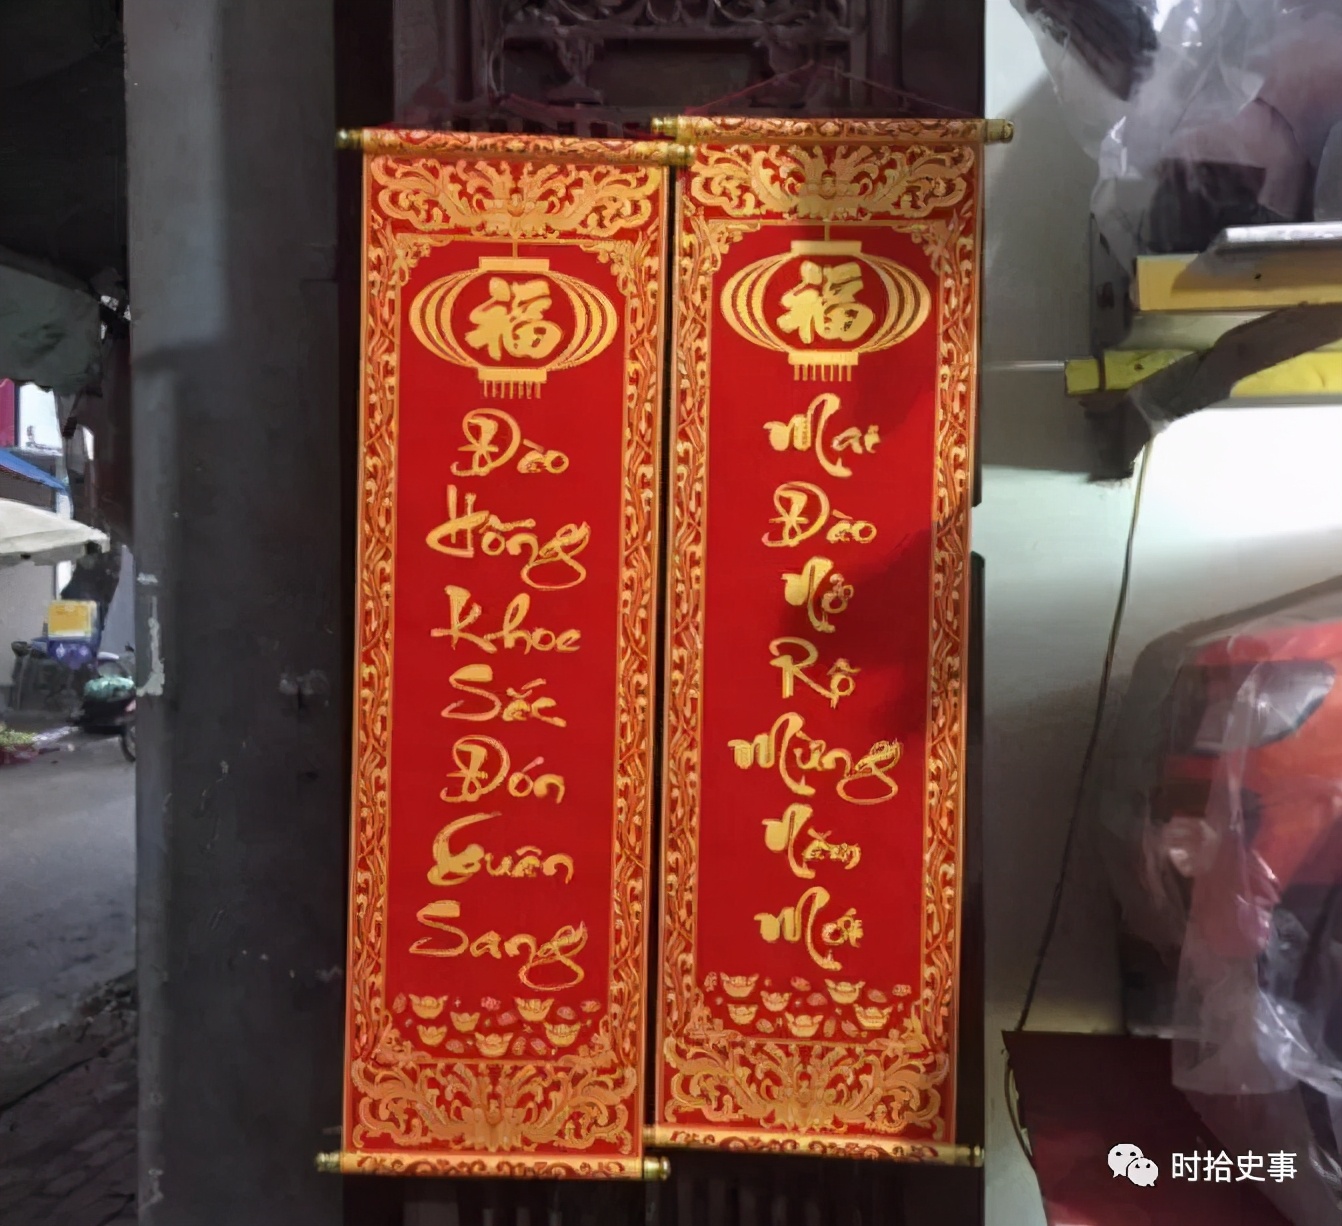 福
Đào
Hồng
Khoe
Sắc
Đón
Xuân
Sang
福
Mai
Đào
Nở
Rộ
Mừng
Năm
Mới
时拾史事